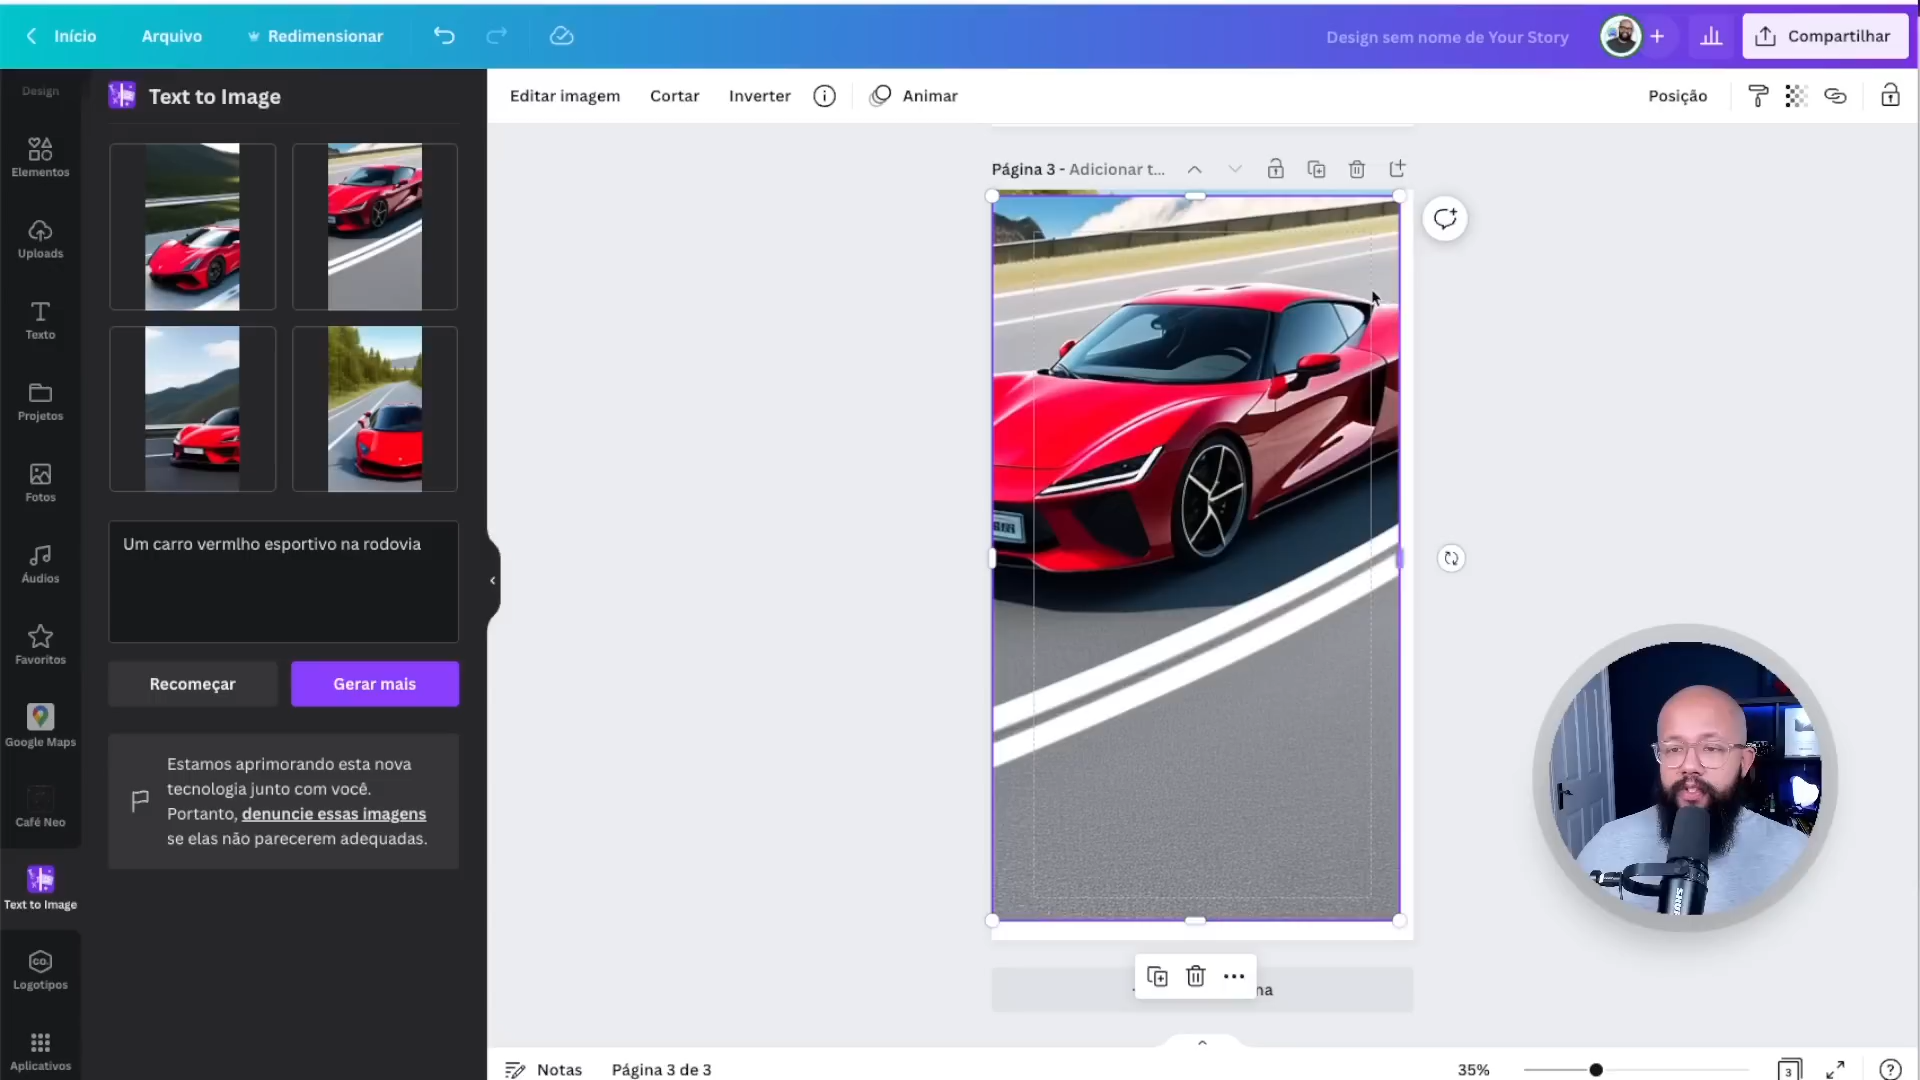 Início
Arquivo
Redimensionar
Design sem nome de Your Story
Compartilhar
Design
Elementos
Uploads
Texto
Projetos
Fotos
Áudios
Favoritos
Google Maps
Café Neo
Text to Image
Logotipos
Aplicativos
Text to Image
Um carro vermlho esportivo na rodovia
Recomeçar
Gerar mais
Estamos aprimorando esta nova
tecnologia junto com você.
Portanto, denuncie essas imagens
se elas não parecerem adequadas.
Editar imagem
Cortar
Inverter
Animar
Posição
Página 3 - Adicionar t...
na
Notas
Página 3 de 3
35%
3